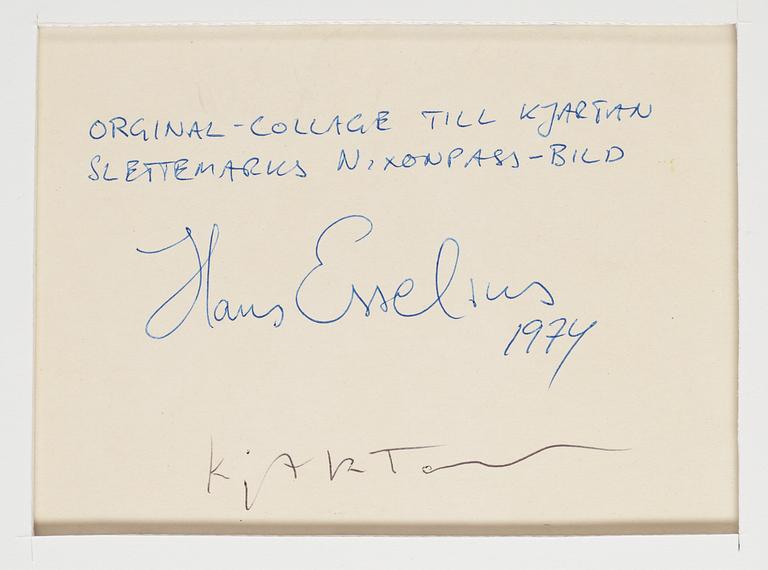 ORGINAL-COLLAGE TILL KJARTAN
SLETTEMARKS NIXONPASS-BILD
Hans Esselius
1974
kjARTan